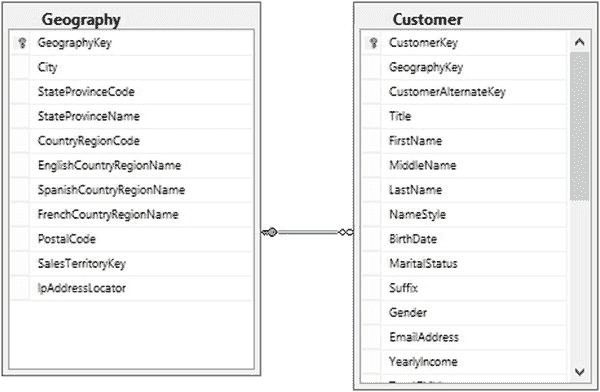 Geography
GeographyKey
City
StateProvinceCode
StateProvinceName
CountryRegionCode
EnglishCountryRegionName
SpanishCountryRegionName
FrenchCountryRegionName
PostalCode
SalesTerritoryKey
IpAddressLocator
Customer
CustomerKey
GeographyKey
CustomerAlternateKey
Title
FirstName
MiddleName
LastName
NameStyle
BirthDate
MaritalStatus
Suffix
Gender
EmailAddress
YearlyIncome